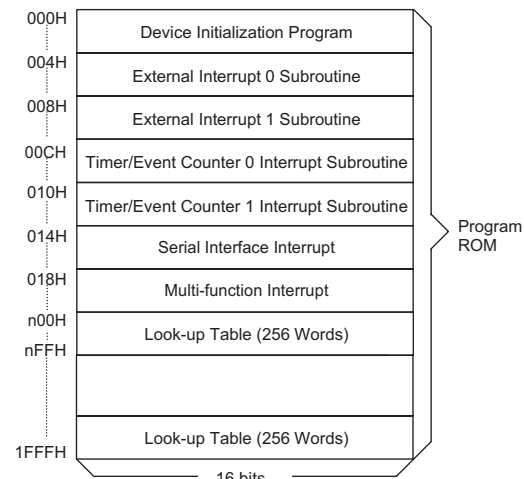 000H
Device Initialization Program
004H
External Interrupt 0 Subroutine
008H
External Interrupt 1 Subroutine
00CH
Timer/Event Counter 0 Interrupt Subroutine
010H
Timer/Event Counter 1 Interrupt Subroutine
014H
Serial Interface Interrupt
018H
Multi-function Interrupt
n00H
Look-up Table (256 Words)
nFFH
Look-up Table (256 Words)
1FFFH
16 bits
Program
ROM